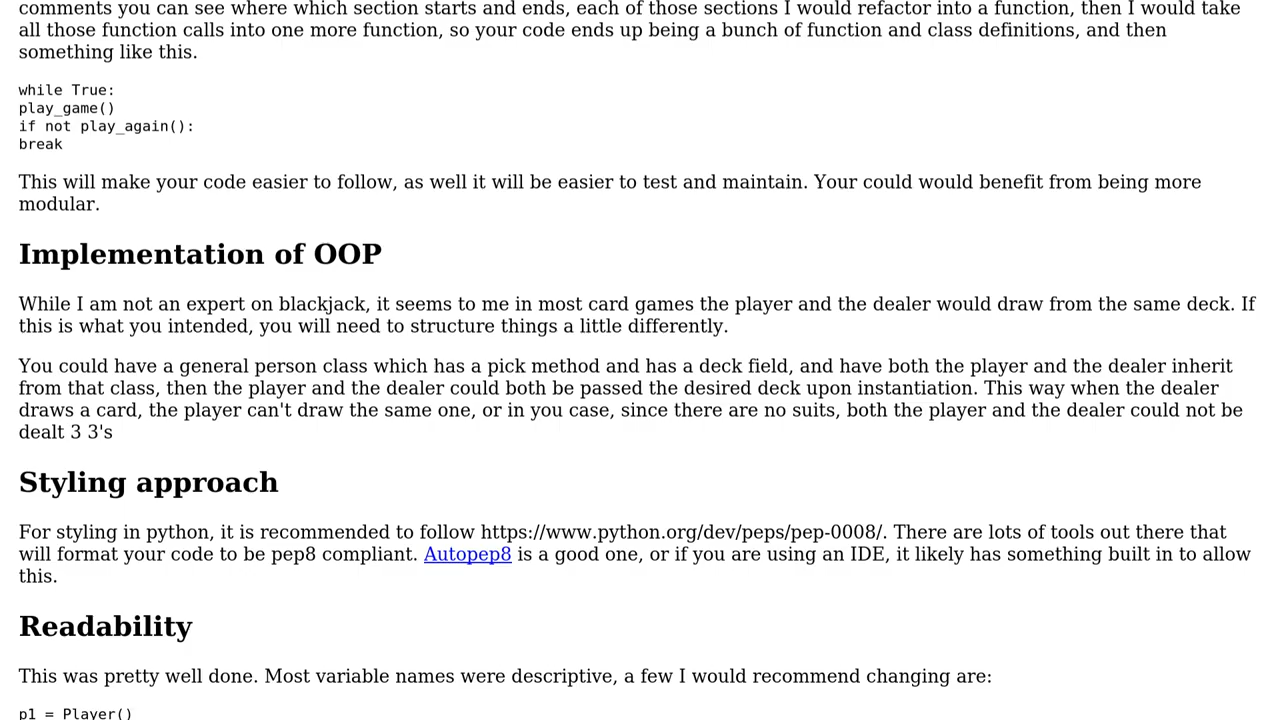 comments you can see where which section starts and ends, each of those sections I would refactor into a function, then I would take
all those function calls into one more function, so your code ends up being a bunch of function and class definitions, and then
something like this.
while True:
play_game()
if not play_again():
break
This will make your code easier to follow, as well it will be easier to test and maintain. Your could would benefit from being more
modular.
Implementation of OOP
While I am not an expert on blackjack, it seems to me in most card games the player and the dealer would draw from the same deck. If
this is what you intended, you will need to structure things a little differently.
You could have a general person class which has a pick method and has a deck field, and have both the player and the dealer inherit
from that class, then the player and the dealer could both be passed the desired deck upon instantiation. This way when the dealer
draws a card, the player can't draw the same one, or in you case, since there are no suits, both the player and the dealer could not be
dealt 3 3's
Styling approach
For styling in python, it is recommended to follow https://www.python.org/dev/peps/pep-0008/. There are lots of tools out there that
will format your code to be pep8 compliant. Autopep8 is a good one, or if you are using an IDE, it likely has something built in to allow
this.
Readability
This was pretty well done. Most variable names were descriptive, a few I would recommend changing are:
p1 = Player()